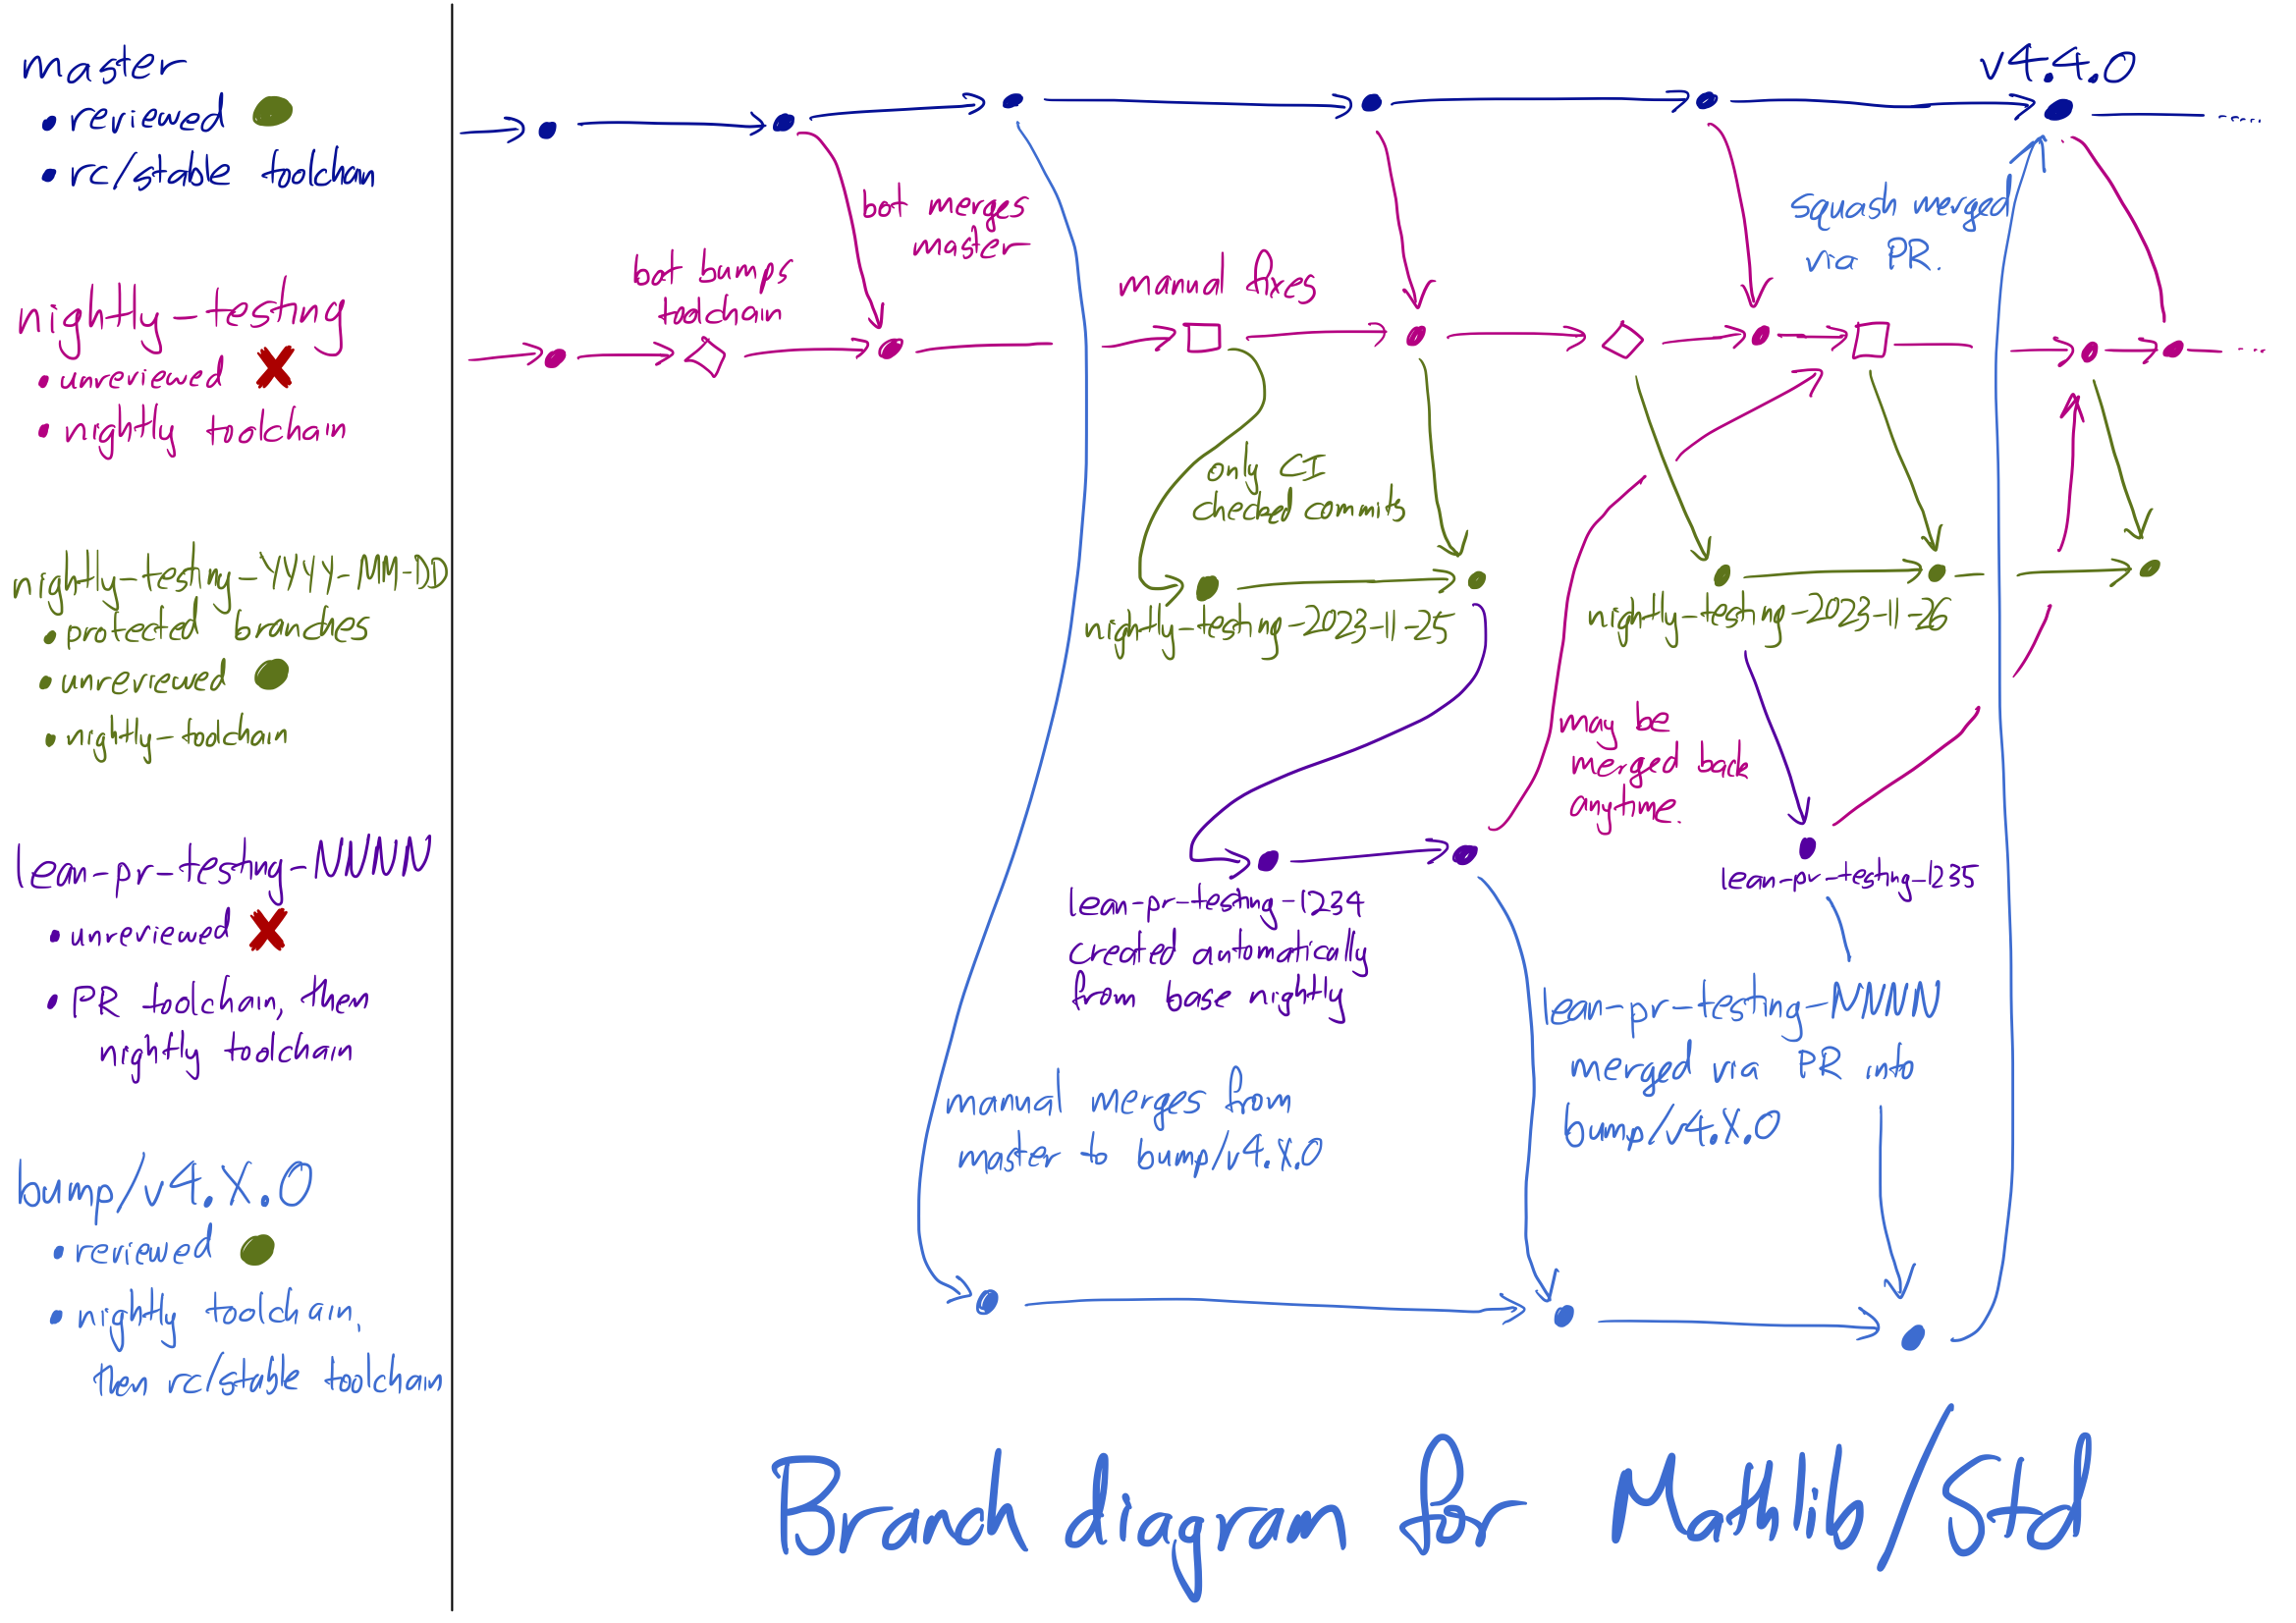 master
• reviewed
• rc/stable toolchain
nightly-testing
• unreviewed
• nightly toolchain
nightly-testing-YYYY-MM-DD
• protected branches
• unreviewed
• nightly-toolchain
lean-pr-testing-NNNN
• unreviewed
• PR toolchain, then
nightly toolchain
bump/v4.X.0
• reviewed
• nightly toolchain,
then rc/stable toolchain
v4.4.0
bot merges
master
squash merged
via PR.
bot bumps
toolchain
manual fixes
only CI
checked commits
nightly-testing-2023-11-25
nightly-testing-2023-11-26
may be
merged back
anytime.
lean-pr-testing-1234
created automatically
from base nightly
lean-pr-testing-1235
lean-pr-testing-NNNN
merged via PR into
bump/v4.X.0
manual merges from
master to bump/v4.X.0
Branch diagram for Mathlib/Std